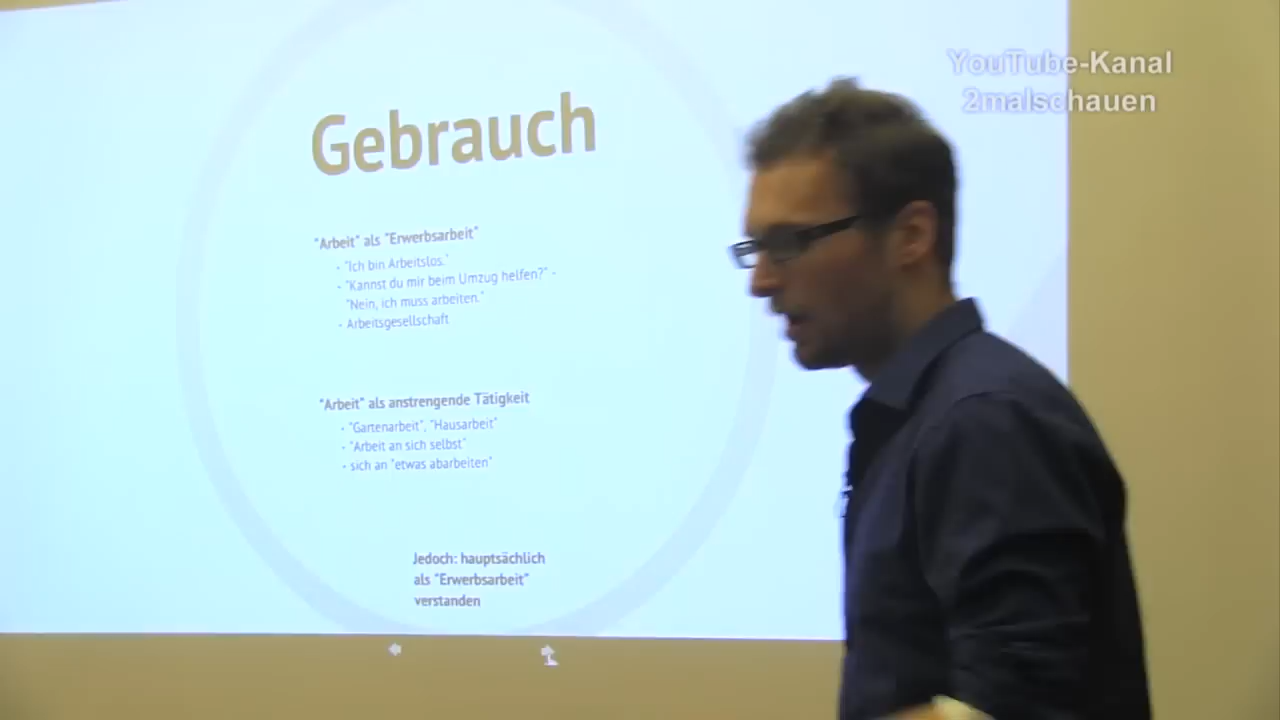 YouTube-Kanal
2malschauen
Gebrauch
"Arbeit" als "Erwerbsarbeit"
- "Ich bin Arbeitslos."
- "Kannst du mir beim Umzug helfen?" -
"Nein, ich muss arbeiten."
- Arbeitsgesellschaft
"Arbeit" als anstrengende Tätigkeit
- "Gartenarbeit", "Hausarbeit"
- "Arbeit an sich selbst"
- sich an "etwas abarbeiten"
Jedoch: hauptsächlich
als "Erwerbsarbeit"
verstanden